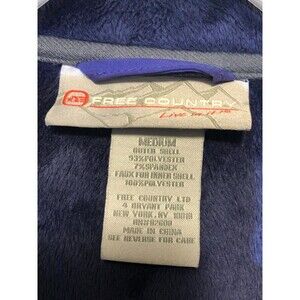 FREE COUNTRY
LIVE IN IT®
MEDIUM
OUTER SHELL
93%POLYESTER
7%SPANDEX
FAUX FUR INNER SHELL
100%POLYESTER
FREE COUNTRY LTD
4 BRYANT PARK
NEW YORK, NY 10018
MADE IN CHINA
SEE REVERSE FOR CARE